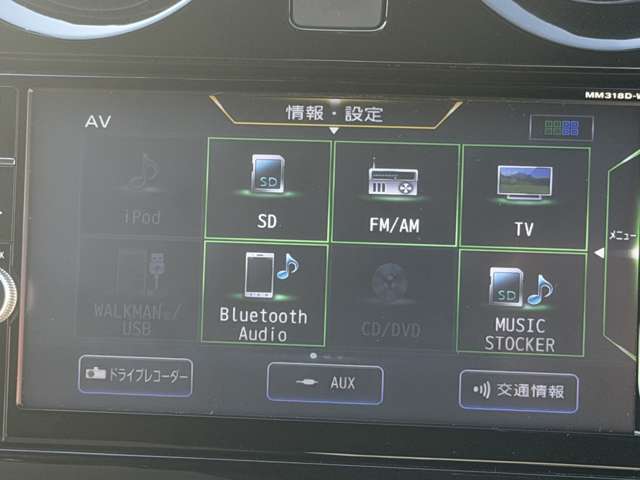 MM318D-W
情報・設定
AV
iPod
SD
SD
FM/AM
TV
メニュー
WALKMAN®/
USB
Bluetooth
Audio
CD/DVD
SD
MUSIC
STOCKER
ドライブレコーダー
AUX
交通情報